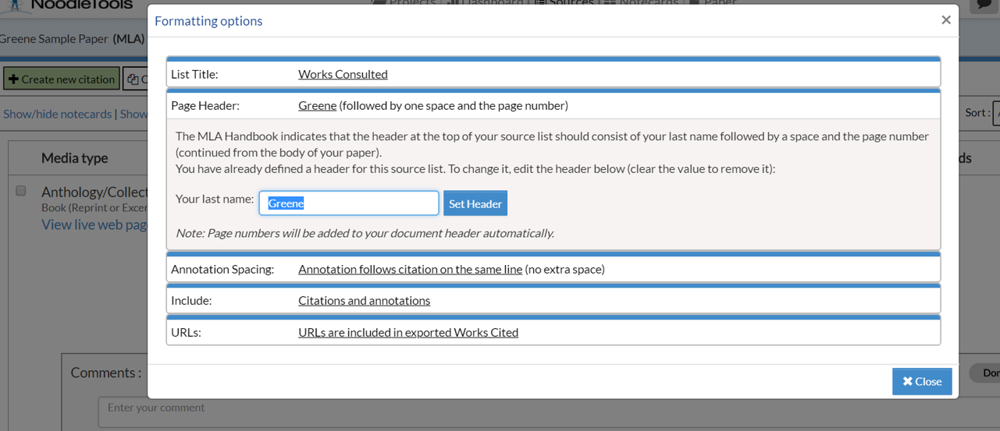 NoodleTools
Projects Dashboard Sources Notecards Paper
Formatting options
×
Greene Sample Paper (MLA)
List Title: Works Consulted
Create new citation
Page Header: Greene (followed by one space and the page number)
Show/hide notecards | Show
Sort :
The MLA Handbook indicates that the header at the top of your source list should consist of your last name followed by a space and the page number
(continued from the body of your paper).
You have already defined a header for this source list. To change it, edit the header below (clear the value to remove it):
Media type
Your last name: Greene Set Header
Anthology/Collect
Book (Reprint or Excer
View live web pag
Note: Page numbers will be added to your document header automatically.
Annotation Spacing: Annotation follows citation on the same line (no extra space)
Include: Citations and annotations
URLs: URLs are included in exported Works Cited
Comments :
Close
Enter your comment